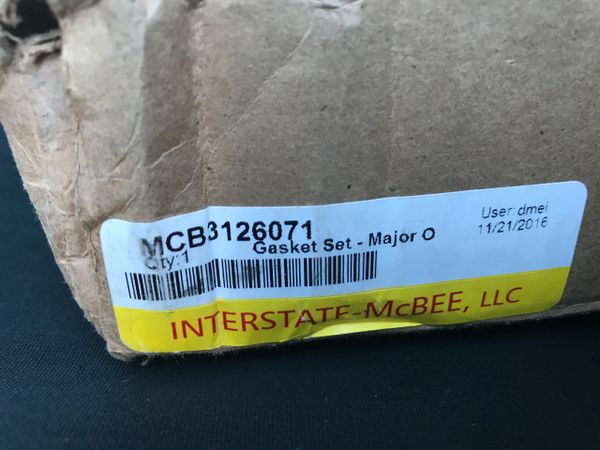 MCB3126071
User:dmei
Gasket Set - Major O
11/21/2016
Qty:1
INTERSTATE-McBEE, LLC